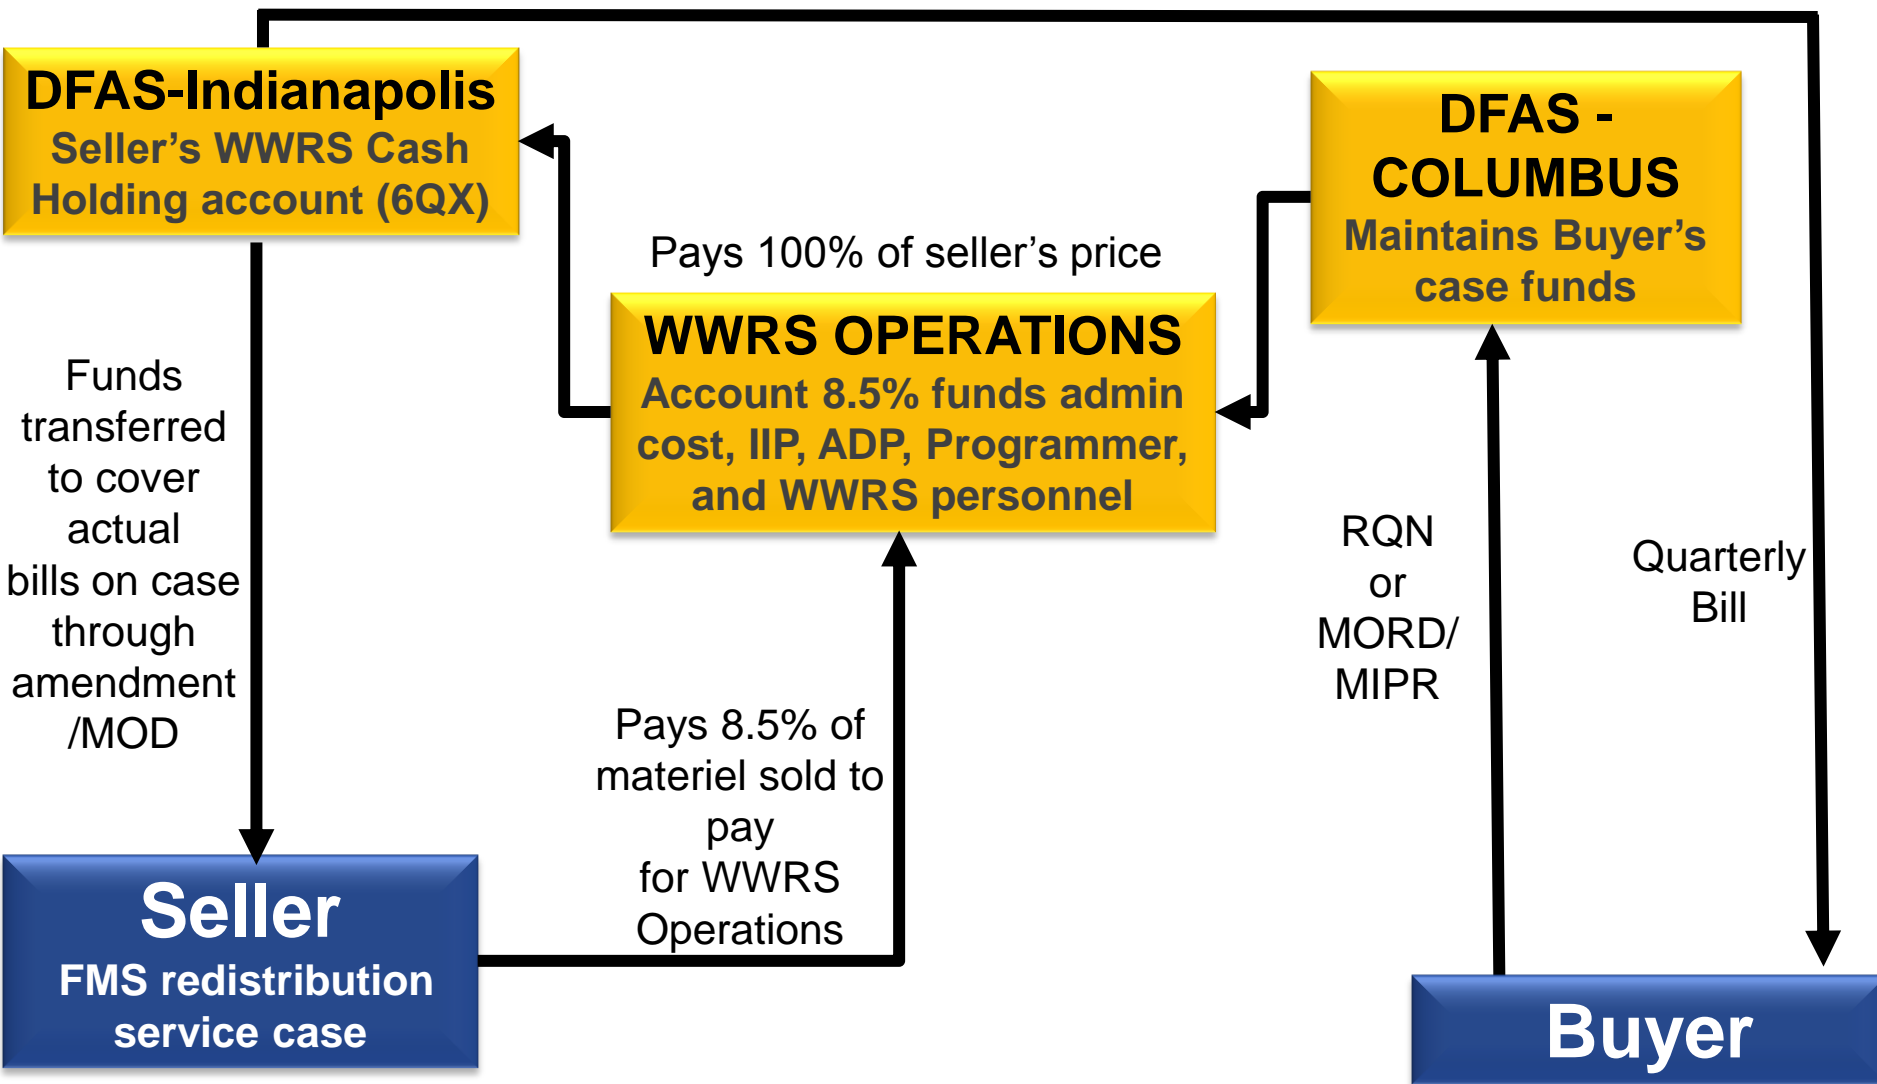 DFAS-Indianapolis
Seller’s WWRS Cash
Holding account (6QX)
DFAS -
COLUMBUS
Maintains Buyer’s
case funds
Pays 100% of seller’s price
WWRS OPERATIONS
Account 8.5% funds admin
cost, IIP, ADP, Programmer,
and WWRS personnel
Funds
transferred
to cover
actual
bills on case
through
amendment
/MOD
RQN
or
MORD/
MIPR
Quarterly
Bill
Pays 8.5% of
materiel sold to
pay
for WWRS
Operations
Seller
FMS redistribution
service case
Buyer